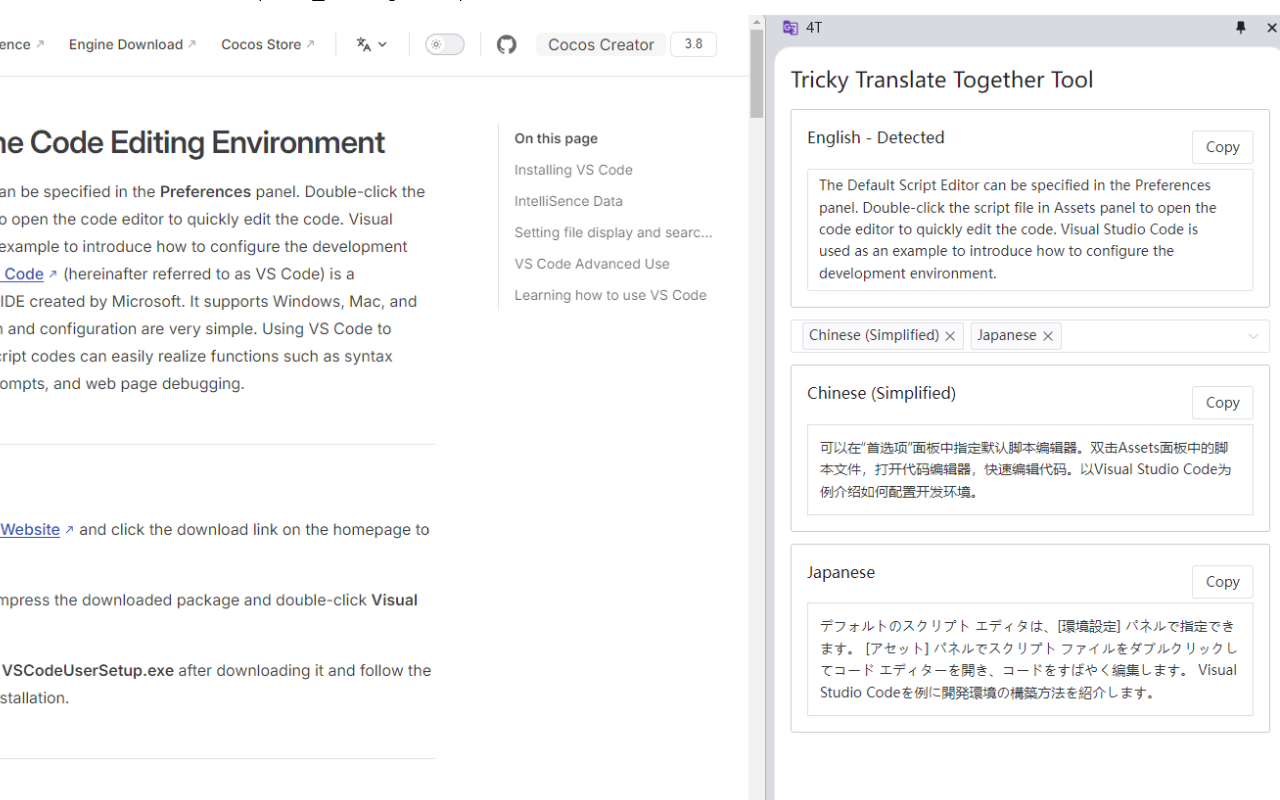 ence
Engine Download
Cocos Store
Cocos Creator
3.8
Code Editing Environment
an be specified in the Preferences panel. Double-click the
to open the code editor to quickly edit the code. Visual
example to introduce how to configure the development
Code (hereinafter referred to as VS Code) is a
IDE created by Microsoft. It supports Windows, Mac, and
and configuration are very simple. Using VS Code to
cript codes can easily realize functions such as syntax
ompts, and web page debugging.
Website and click the download link on the homepage to
mpress the downloaded package and double-click Visual
VSCodeUserSetup.exe after downloading it and follow the
stallation.
On this page
Installing VS Code
IntelliSence Data
Setting file display and searc...
VS Code Advanced Use
Learning how to use VS Code
4T
Tricky Translate Together Tool
English - Detected
Copy
The Default Script Editor can be specified in the Preferences
panel. Double-click the script file in Assets panel to open the
code editor to quickly edit the code. Visual Studio Code is
used as an example to introduce how to configure the
development environment.
Chinese (Simplified)
Japanese
Chinese (Simplified)
Copy
可以在“首选项”面板中指定默认脚本编辑器。双击Assets面板中的脚
本文件，打开代码编辑器，快速编辑代码。以Visual Studio Code为
例介绍如何配置开发环境。
Japanese
Copy
デフォルトのスクリプト エディタは、[環境設定] パネルで指定でき
ます。 [アセット] パネルでスクリプト ファイルをダブルクリックし
てコード エディターを開き、コードをすばやく編集します。 Visual
Studio Codeを例に開発環境の構築方法を紹介します。